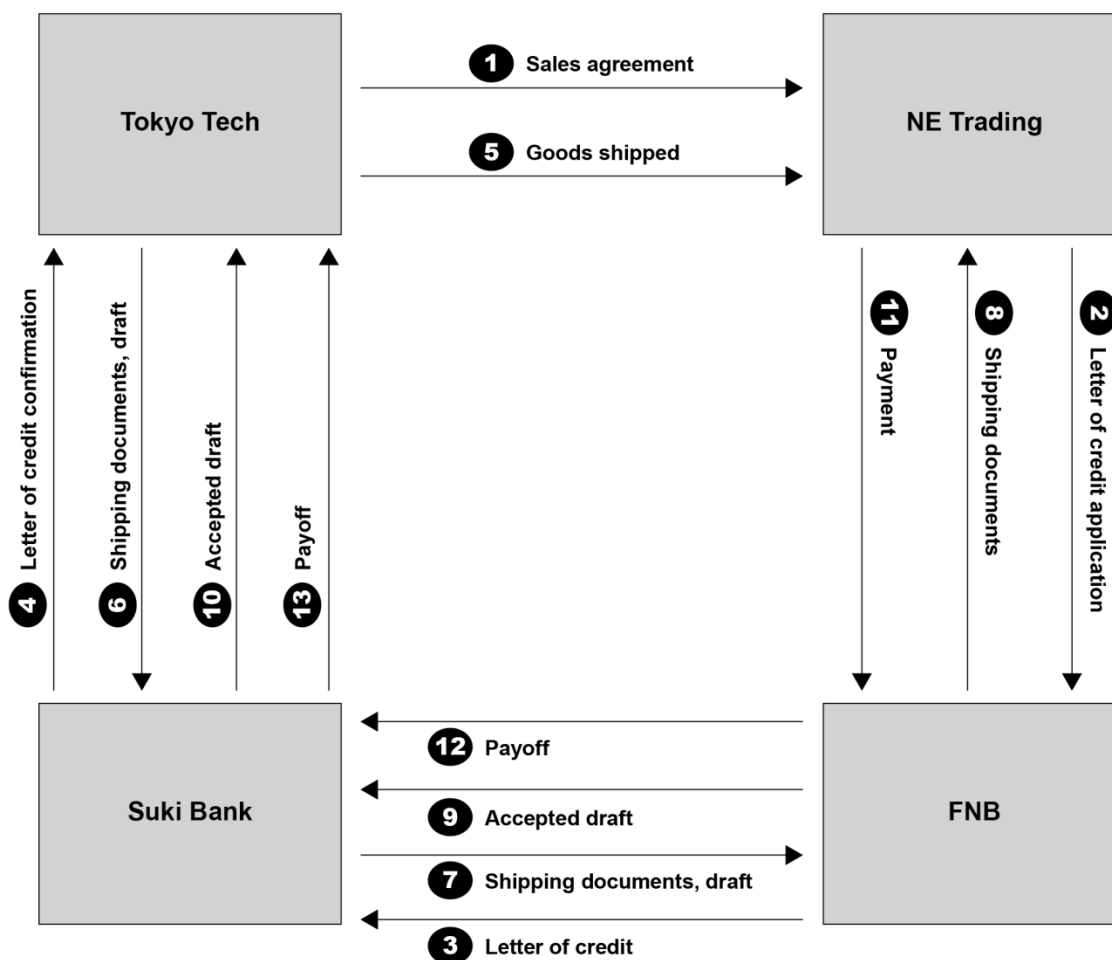 1 Sales agreement
Tokyo Tech
NE Trading
5 Goods shipped
4 Letter of credit confirmation
6 Shipping documents, draft
10 Accepted draft
13 Payoff
11 Payment
8 Shipping documents
2 Letter of credit application
12 Payoff
Suki Bank
9 Accepted draft
FNB
7 Shipping documents, draft
3 Letter of credit